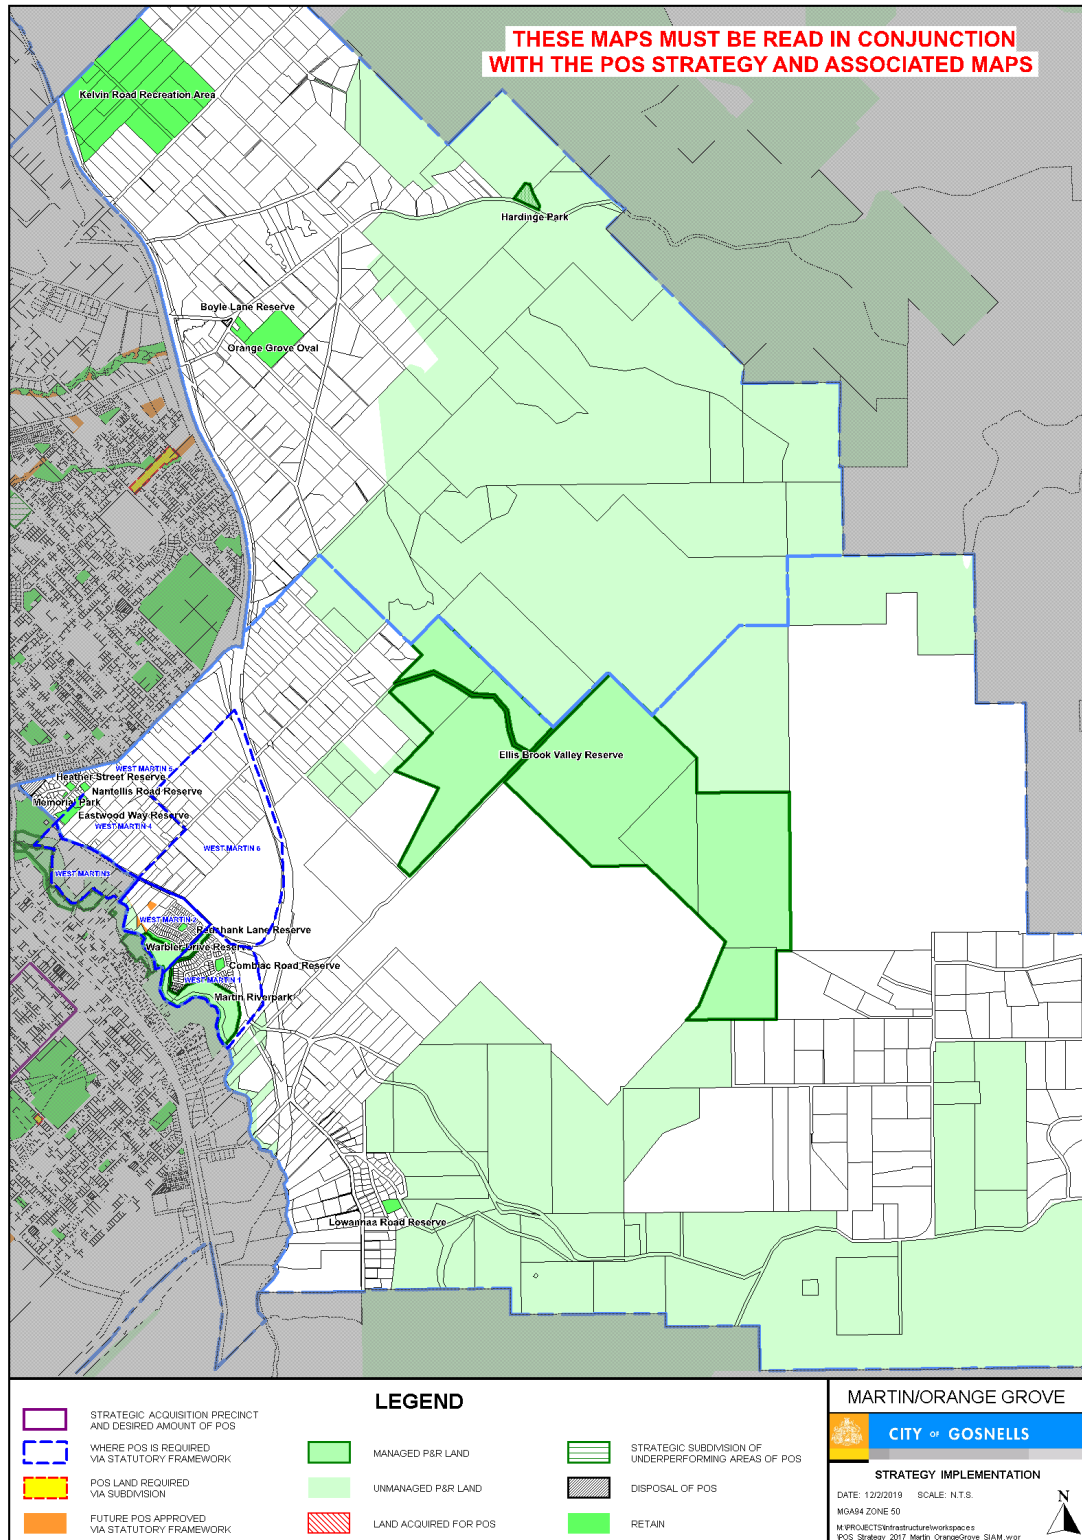 THESE MAPS MUST BE READ IN CONJUNCTION
WITH THE POS STRATEGY AND ASSOCIATED MAPS
Kelvin Road Recreation Area
Hardinge Park
Boyle Lane Reserve
Orange Grove Oval
Ellis Brook Valley Reserve
WEST MARTIN 5
Heather Street Reserve
Nantellis Road Reserve
Memorial Park
Eastwood Way Reserve
WEST MARTIN 4
WEST MARTIN 6
WEST MARTIN3
WEST MARTIN 2
Redshank Lane Reserve
Warbler Drive Reserve
Combiac Road Reserve
WEST MARTIN 1
Martin Riverpark
Lowannaa Road Reserve
LEGEND
STRATEGIC ACQUISITION PRECINCT
AND DESIRED AMOUNT OF POS
WHERE POS IS REQUIRED
VIA STATUTORY FRAMEWORK
POS LAND REQUIRED
VIA SUBDIVISION
FUTURE POS APPROVED
VIA STATUTORY FRAMEWORK
MANAGED P&R LAND
UNMANAGED P&R LAND
LAND ACQUIRED FOR POS
STRATEGIC SUBDIVISION OF
UNDERPERFORMING AREAS OF POS
DISPOSAL OF POS
RETAIN
MARTIN/ORANGE GROVE
CITY OF GOSNELLS
STRATEGY IMPLEMENTATION
DATE: 12/2/2019 SCALE: N.T.S.
MGA94 ZONE 50
M:\PROJECTS\Infrastructure\workspaces
\POS_Strategy_2017_Martin_OrangeGrove_SIAM.wor
N